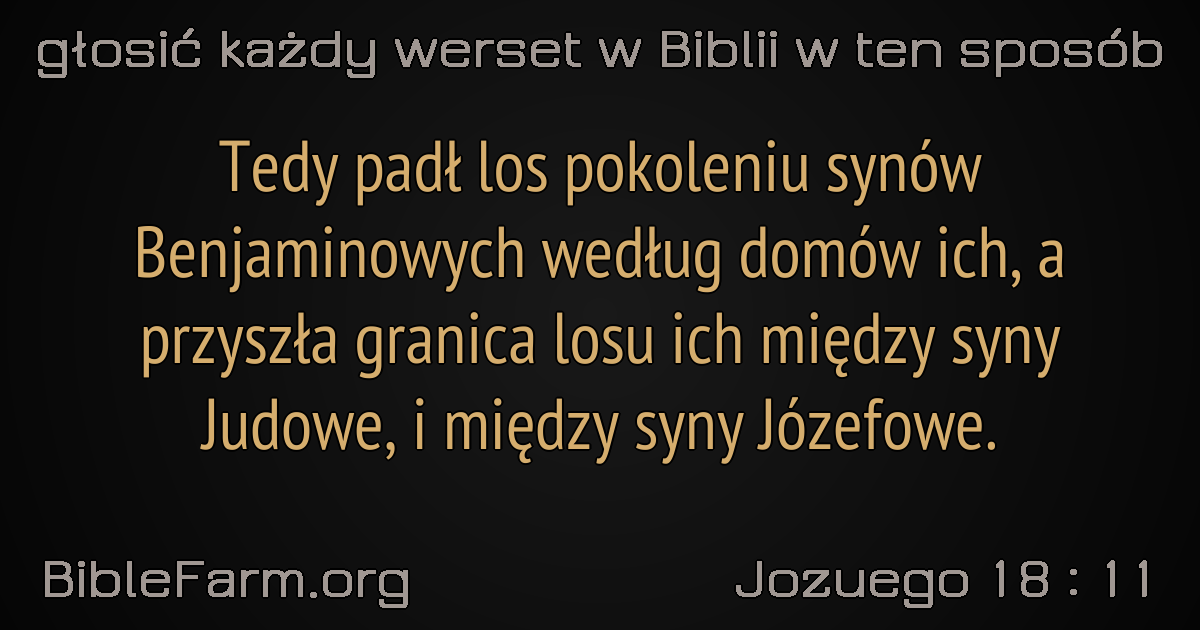 głosić każdy werset w Biblii w ten sposób
Tedy padł los pokoleniu synów
Benjaminowych według domów ich, a
przyszła granica losu ich między syny
Judowe, i między syny Józefowe.
BibleFarm.org
Jozuego 18 : 11